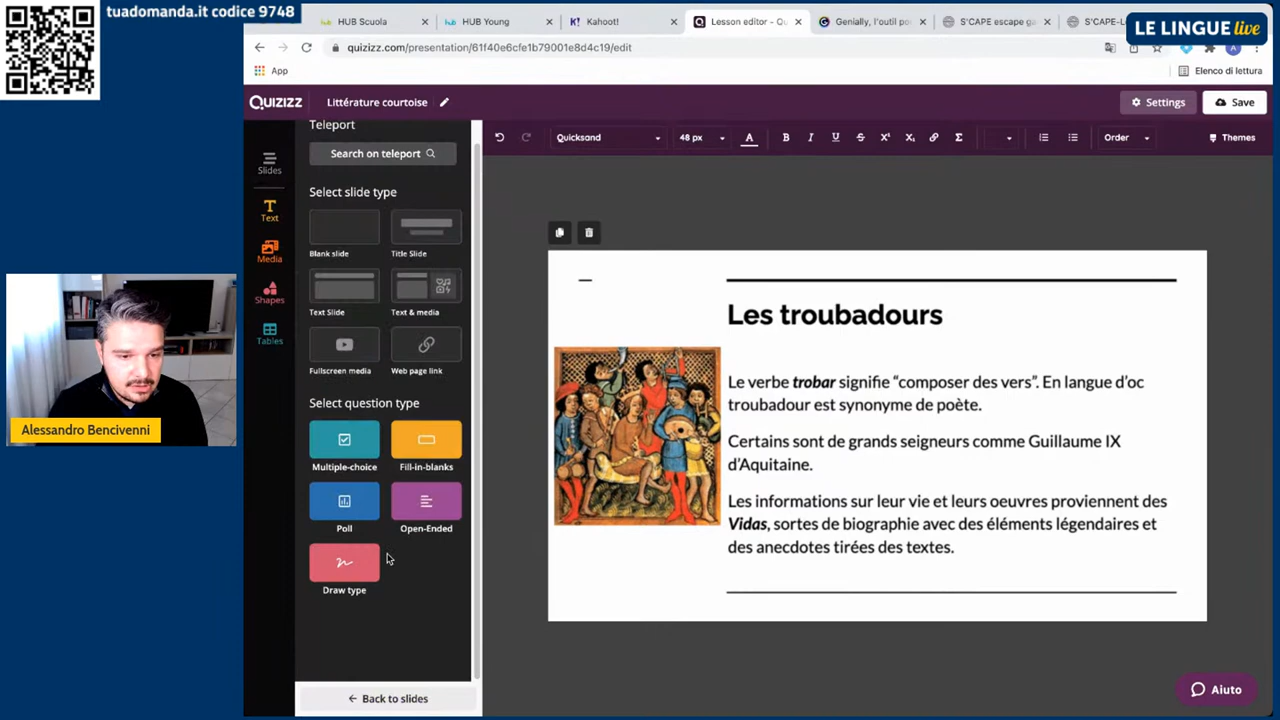 tuadomanda.it codice 9748
HUB Scuola
HUB Young
Kahoot!
Lesson editor - Qu
Genially, l'outil po
S'CAPE escape ga
S'CAPE-L
LE LINGUE live
quizizz.com/presentation/61f40e6cfe1b79001e8d4c19/edit
App
Elenco di lettura
Quizizz
Littérature courtoise
Settings
Save
Teleport
Search on teleport
Quicksand
48 px
A
B
I
U
S
X²
X₂
Σ
Order
Themes
Slides
Text
Media
Shapes
Tables
Select slide type
Blank slide
Title Slide
Text Slide
Text & media
Fullscreen media
Web page link
Select question type
Multiple-choice
Fill-in-blanks
Poll
Open-Ended
Draw type
Back to slides
Les troubadours
Le verbe trobar signifie “composer des vers”. En langue d’oc
troubadour est synonyme de poète.
Certains sont de grands seigneurs comme Guillaume IX
d’Aquitaine.
Les informations sur leur vie et leurs oeuvres proviennent des
Vidas, sortes de biographie avec des éléments légendaires et
des anecdotes tirées des textes.
Alessandro Bencivenni
Aiuto